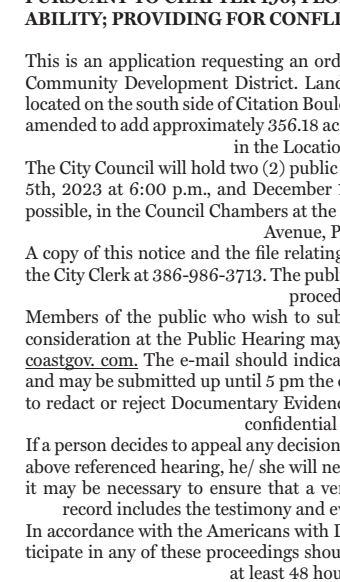 PURSUANT TO CHAPTER 190, FLO
ABILITY; PROVIDING FOR CONFLI
This is an application requesting an ord
Community Development District. Land
located on the south side of Citation Boule
amended to add approximately 356.18 ac
in the Locatio
The City Council will hold two (2) public
5th, 2023 at 6:00 p.m., and December
possible, in the Council Chambers at the
Avenue, P
A copy of this notice and the file relating
the City Clerk at 386-986-3713. The publ
proced
Members of the public who wish to sub
consideration at the Public Hearing may
coastgov. com. The e-mail should indica
and may be submitted up until 5 pm the
to redact or reject Documentary Evidenc
confidential
If a person decides to appeal any decision
above referenced hearing, he/ she will ne
it may be necessary to ensure that a ver
record includes the testimony and ev
In accordance with the Americans with D
ticipate in any of these proceedings shou
at least 48 hou